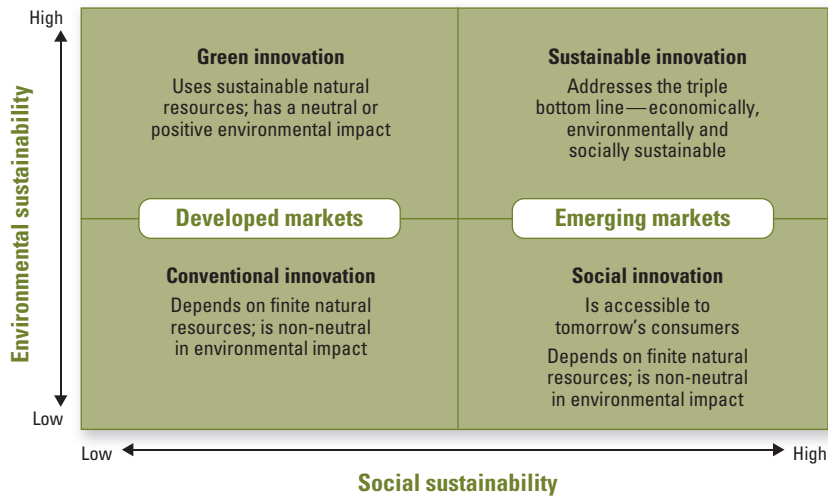 High
Environmental sustainability
Low
Green innovation
Uses sustainable natural
resources; has a neutral or
positive environmental impact
Sustainable innovation
Addresses the triple
bottom line—economically,
environmentally and
socially sustainable
Developed markets
Emerging markets
Conventional innovation
Depends on finite natural
resources; is non-neutral
in environmental impact
Social innovation
Is accessible to
tomorrow's consumers
Depends on finite natural
resources; is non-neutral
in environmental impact
Low
High
Social sustainability